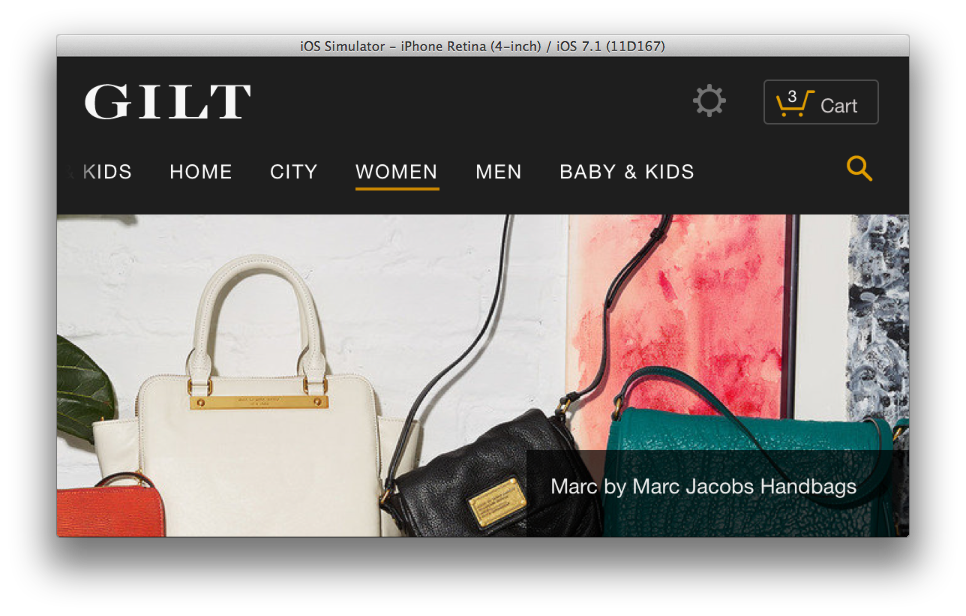 iOS Simulator – iPhone Retina (4-inch) / iOS 7.1 (11D167)
GILT
3 Cart
& KIDS HOME CITY WOMEN MEN BABY & KIDS
Marc by Marc Jacobs Handbags